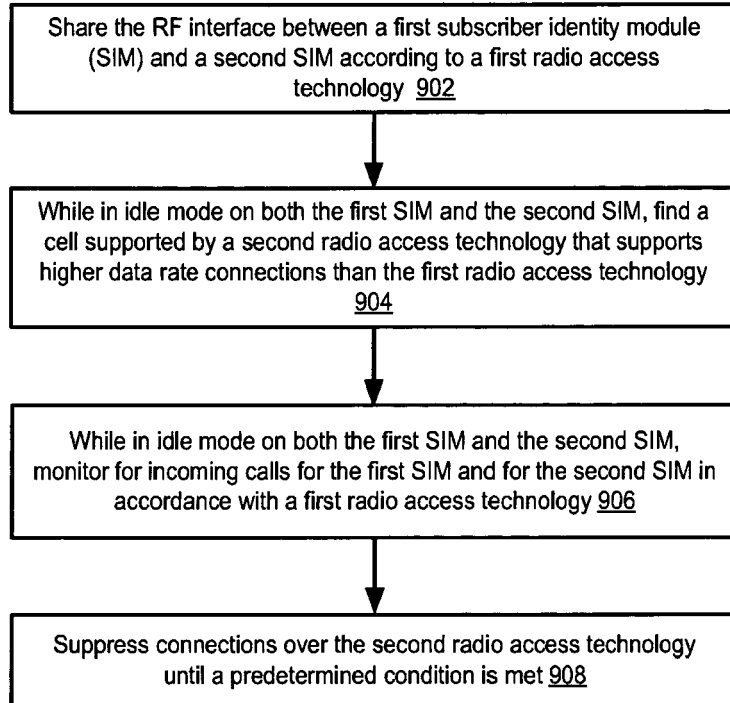 Share the RF interface between a first subscriber identity module
(SIM) and a second SIM according to a first radio access
technology 902
While in idle mode on both the first SIM and the second SIM, find a
cell supported by a second radio access technology that supports
higher data rate connections than the first radio access technology
904
While in idle mode on both the first SIM and the second SIM,
monitor for incoming calls for the first SIM and for the second SIM in
accordance with a first radio access technology 906
Suppress connections over the second radio access technology
until a predetermined condition is met 908